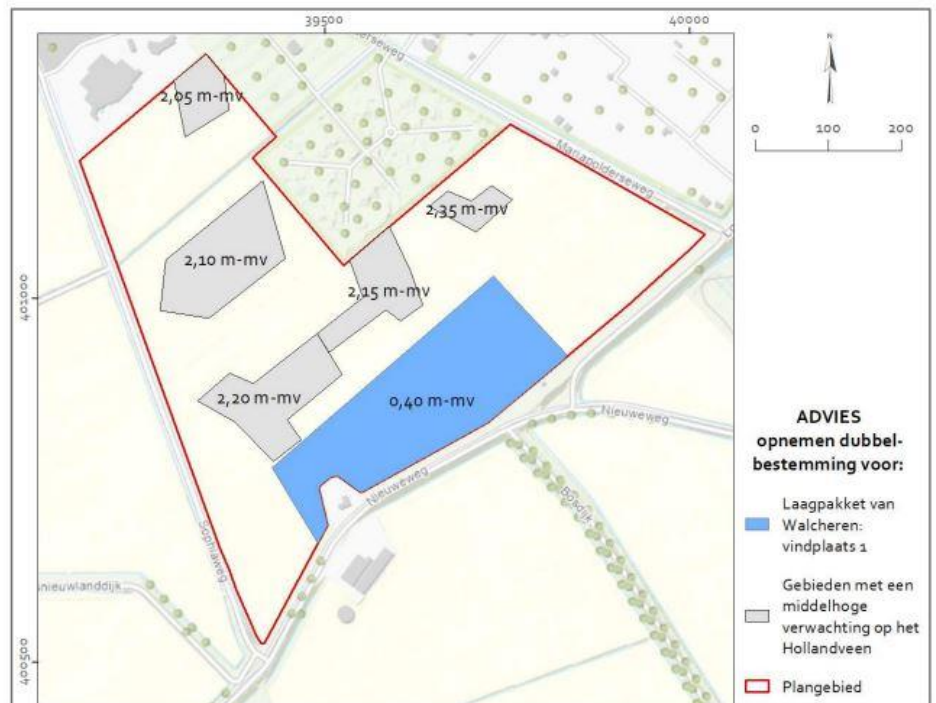 39500
40000
N
0 100 200
401000
400500
erseweg
2,05 m-mv
Mariapolderseweg
2,35 m-mv
2,10 m-mv
2,15 m-mv
2,20 m-mv
0,40 m-mv
Nieuweweg
Nieuweweg
Bosdijk
Sophiaweg
nieuwlanddijk
ADVIES
opnemen dubbel-
bestemming voor:
Laagpakket van
Walcheren:
vindplaats 1
Gebieden met een
middelhoge
verwachting op het
Hollandveen
Plangebied